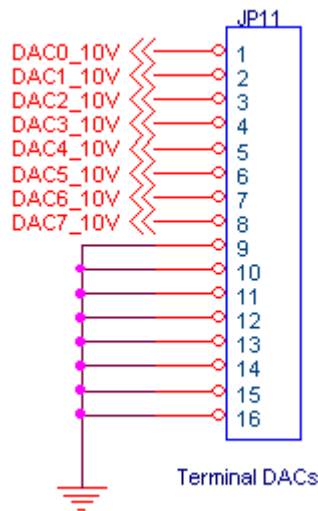 JP11
DAC0_10V 1
DAC1_10V 2
DAC2_10V 3
DAC3_10V 4
DAC4_10V 5
DAC5_10V 6
DAC6_10V 7
DAC7_10V 8
9
10
11
12
13
14
15
16
Terminal DACs